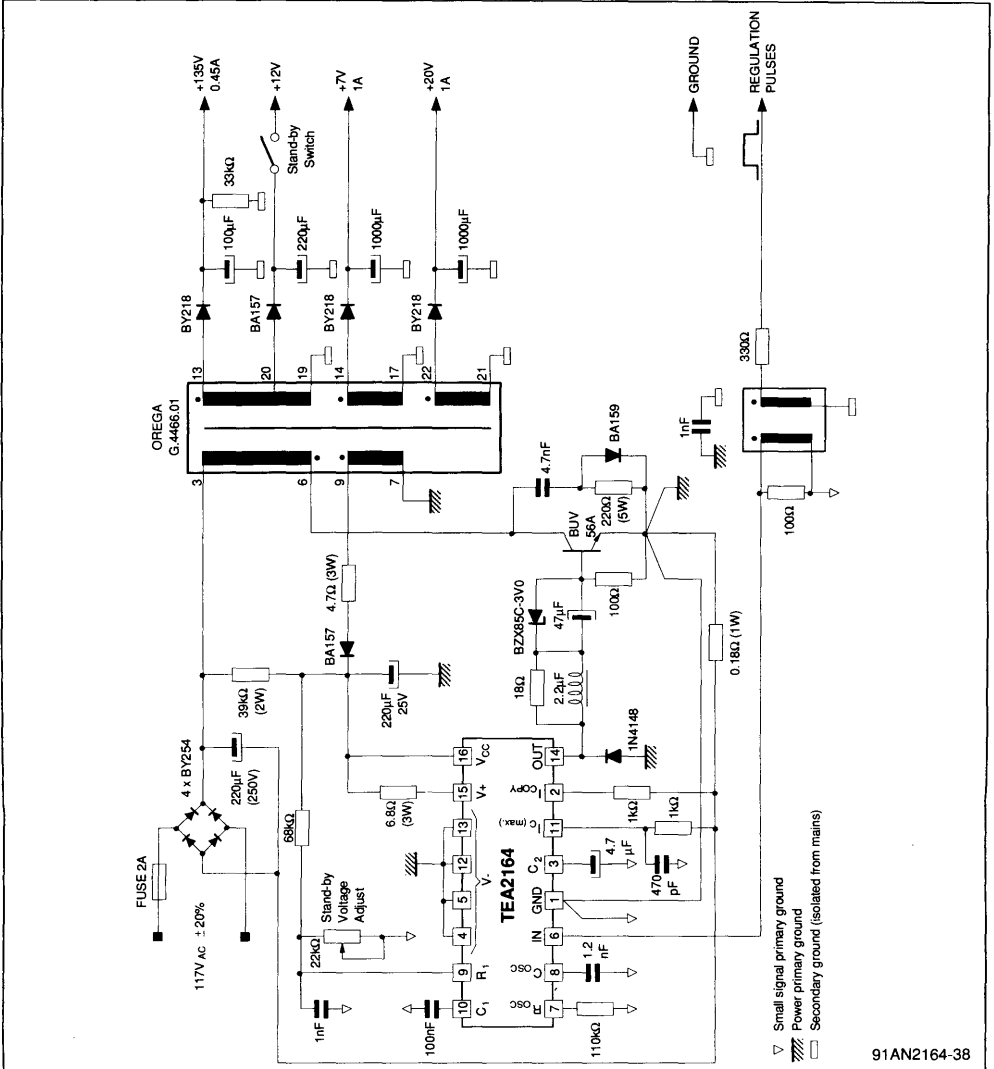 +135V
0.45A
+12V
+7V
1A
+20V
1A
GROUND
REGULATION
PULSES
Stand-by
Switch
33kΩ
100µF
220µF
1000µF
1000µF
BY218
BA157
BY218
BY218
330Ω
13
20
19
14
17
22
21
OREGA
G.4466.01
3
6
9
7
1nF
4.7nF
BA159
220Ω
(5W)
BUV
56A
100Ω
100Ω
4.7Ω (3W)
BA157
BZX85C-3V0
47µF
18Ω
2.2µF
0.18Ω (1W)
39kΩ
(2W)
220µF
25V
4 x BY254
220µF
(250V)
68kΩ
6.8Ω
(3W)
1N4148
1kΩ
1kΩ
FUSE 2A
117V AC ± 20%
Stand-by
Voltage
Adjust
22kΩ
16
15
13
12
5
4
9
10
VCC
V+
V-
R1
C1
TEA2164
OUT
ICOPY
IC (max.)
C2
GND
IN
COSC
ROSC
14
2
11
3
1
6
8
7
4.7
µF
470
pF
1.2
nF
110kΩ
1nF
100nF
Small signal primary ground
Power primary ground
Secondary ground (isolated from mains)
91AN2164-38